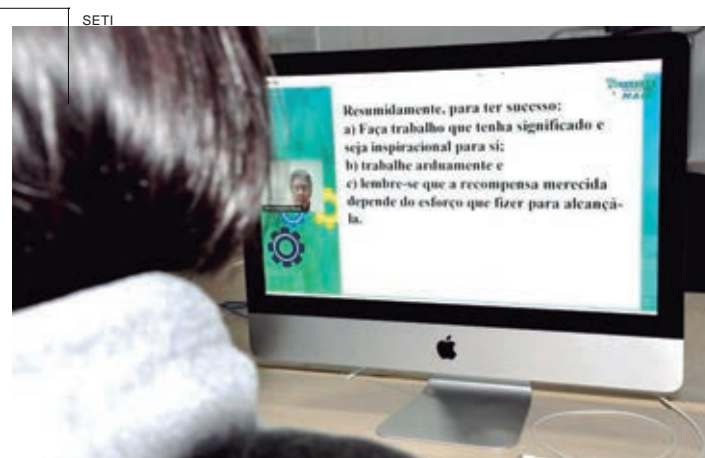 SETI
Resumidamente, para ter sucesso:
a) Faça trabalho que tenha significado e
seja inspiracional para si;
b) trabalhe arduamente e
c) lembre-se que a recompensa merecida
depende do esforço que fizer para alcançá-
la.